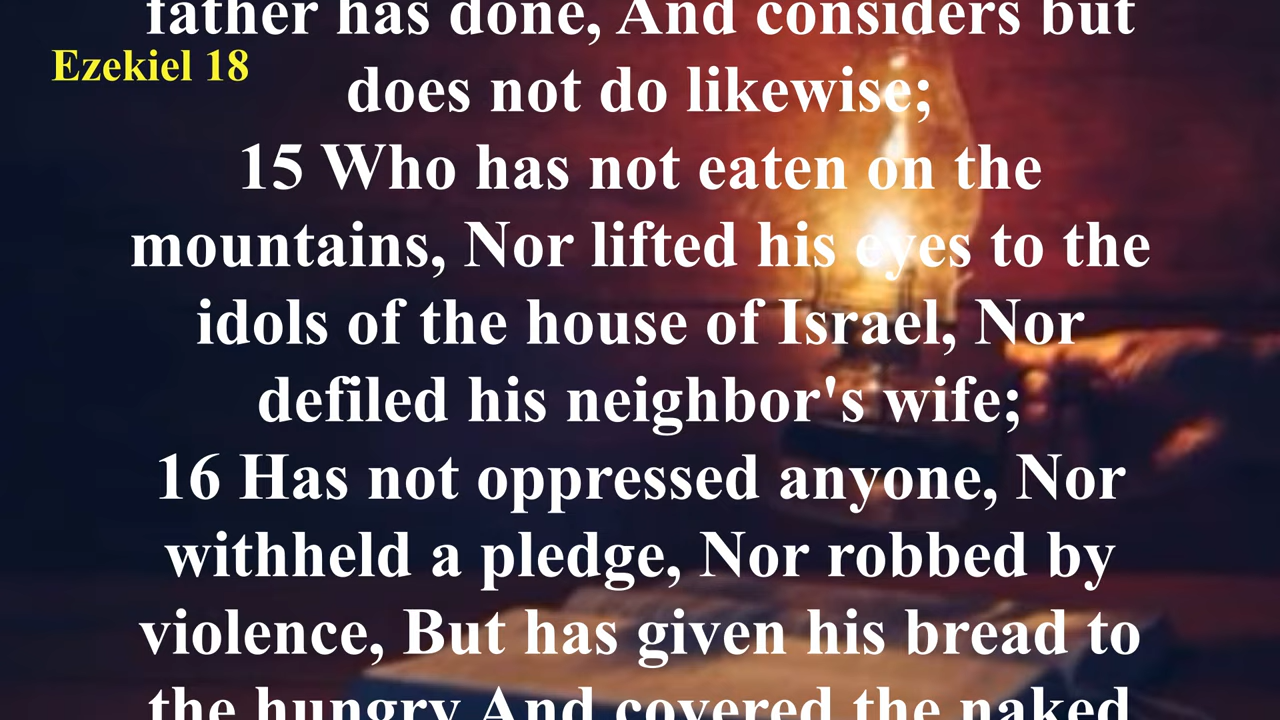 father has done, And considers but
Ezekiel 18
does not do likewise;
15 Who has not eaten on the
mountains, Nor lifted his eyes to the
idols of the house of Israel, Nor
defiled his neighbor's wife;
16 Has not oppressed anyone, Nor
withheld a pledge, Nor robbed by
violence, But has given his bread to
the hungry And covered the naked